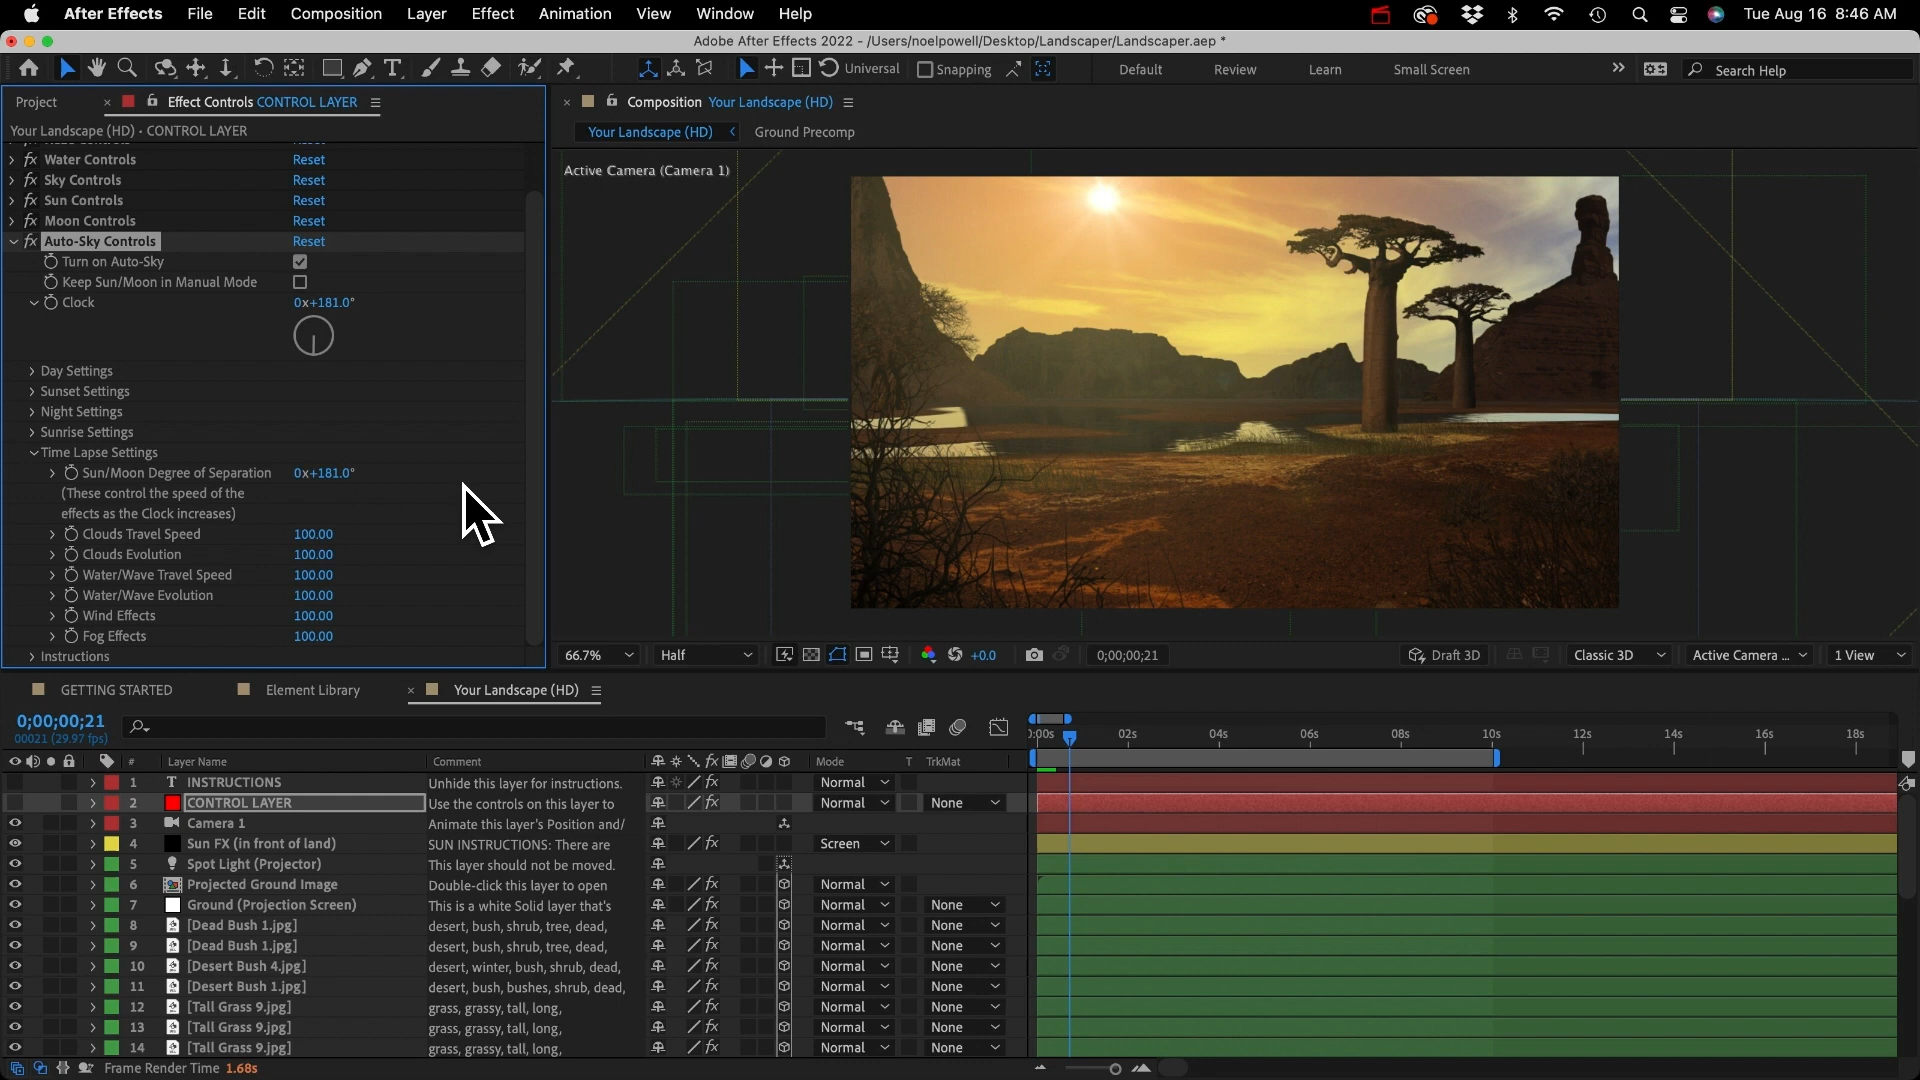 After Effects File Edit Composition Layer Effect Animation View Window Help Tue Aug 16 8:46 AM
Adobe After Effects 2022 - /Users/noelpowell/Desktop/Landscaper/Landscaper.aep *
Universal Snapping Default Review Learn Small Screen Search Help
Project Effect Controls CONTROL LAYER
Your Landscape (HD) • CONTROL LAYER
Water Controls Reset
Sky Controls Reset
Sun Controls Reset
Moon Controls Reset
Auto-Sky Controls Reset
Turn on Auto-Sky
Keep Sun/Moon in Manual Mode
Clock 0x+181.0°
Day Settings
Sunset Settings
Night Settings
Sunrise Settings
Time Lapse Settings
Sun/Moon Degree of Separation 0x+181.0°
(These control the speed of the
effects as the Clock increases)
Clouds Travel Speed 100.00
Clouds Evolution 100.00
Water/Wave Travel Speed 100.00
Water/Wave Evolution 100.00
Wind Effects 100.00
Fog Effects 100.00
Instructions
Composition Your Landscape (HD)
Your Landscape (HD) Ground Precomp
Active Camera (Camera 1)
66.7% Half +0.0 0;00;00;21 Draft 3D Classic 3D Active Camera ... 1 View
GETTING STARTED Element Library Your Landscape (HD)
0;00;00;21
00021 (29.97 fps)
):00s 02s 04s 06s 08s 10s 12s 14s 16s 18s
# Layer Name Comment Mode T TrkMat
1 INSTRUCTIONS Unhide this layer for instructions. Normal
2 CONTROL LAYER Use the controls on this layer to Normal None
3 Camera 1 Animate this layer's Position and/
4 Sun FX (in front of land) SUN INSTRUCTIONS: There are Screen
5 Spot Light (Projector) This layer should not be moved.
6 Projected Ground Image Double-click this layer to open Normal
7 Ground (Projection Screen) This is a white Solid layer that's Normal None
8 [Dead Bush 1.jpg] desert, bush, shrub, tree, dead, Normal None
9 [Dead Bush 1.jpg] desert, bush, shrub, tree, dead, Normal None
10 [Desert Bush 4.jpg] desert, winter, bush, shrub, dead, Normal None
11 [Desert Bush 1.jpg] desert, bush, bushes, shrub, dead, Normal None
12 [Tall Grass 9.jpg] grass, grassy, tall, long, Normal None
13 [Tall Grass 9.jpg] grass, grassy, tall, long, Normal None
14 [Tall Grass 9.jpg] grass, grassy, tall, long, Normal None
Frame Render Time 1.68s